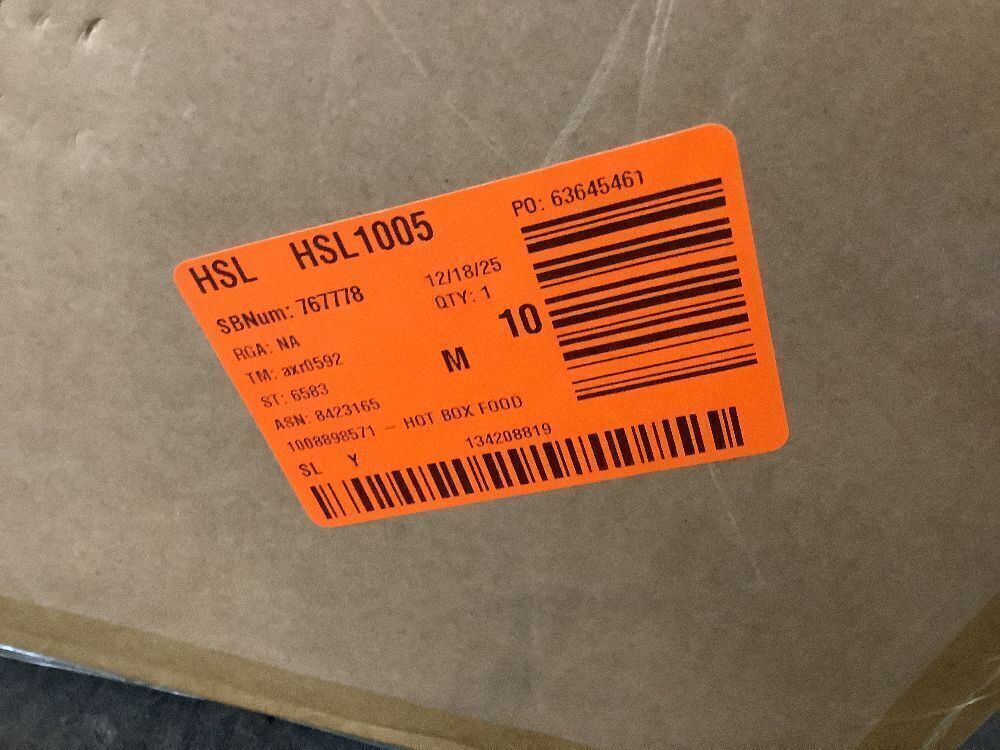 HSL HSL1005
PO: 63645461
SBNum: 767778 12/18/25
RGA: NA QTY: 1
TM: axr0592 M 10
ST: 6583
ASN: 8423165
1008898571 — HOT BOX FOOD
SL Y 134208819